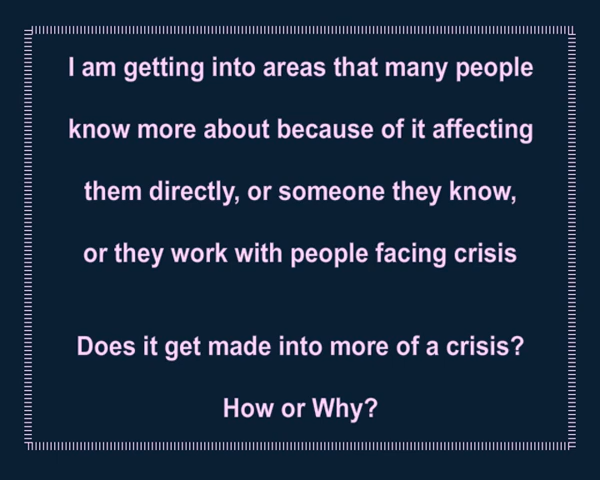 I am getting into areas that many people
know more about because of it affecting
them directly, or someone they know,
or they work with people facing crisis
Does it get made into more of a crisis?
How or Why?